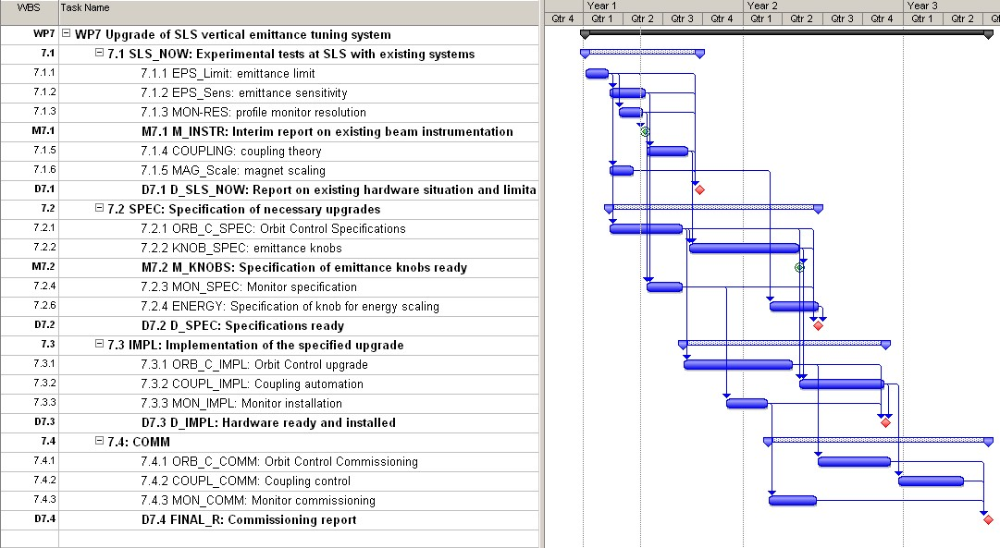 WBS Task Name
Year 1 Year 2 Year 3
Qtr 4 Qtr 1 Qtr 2 Qtr 3 Qtr 4 Qtr 1 Qtr 2 Qtr 3 Qtr 4 Qtr 1 Qtr 2 Qt
WP7 WP7 Upgrade of SLS vertical emittance tuning system
7.1 7.1 SLS_NOW: Experimental tests at SLS with existing systems
7.1.1 7.1.1 EPS_Limit: emittance limit
7.1.2 7.1.2 EPS_Sens: emittance sensitivity
7.1.3 7.1.3 MON-RES: profile monitor resolution
M7.1 M7.1 M_INSTR: Interim report on existing beam instrumentation
7.1.5 7.1.4 COUPLING: coupling theory
7.1.6 7.1.5 MAG_Scale: magnet scaling
D7.1 D7.1 D_SLS_NOW: Report on existing hardware situation and limita
7.2 7.2 SPEC: Specification of necessary upgrades
7.2.1 7.2.1 ORB_C_SPEC: Orbit Control Specifications
7.2.2 7.2.2 KNOB_SPEC: emittance knobs
M7.2 M7.2 M_KNOBS: Specification of emittance knobs ready
7.2.4 7.2.3 MON_SPEC: Monitor specification
7.2.6 7.2.4 ENERGY: Specification of knob for energy scaling
D7.2 D7.2 D_SPEC: Specifications ready
7.3 7.3 IMPL: Implementation of the specified upgrade
7.3.1 7.3.1 ORB_C_IMPL: Orbit Control upgrade
7.3.2 7.3.2 COUPL_IMPL: Coupling automation
7.3.3 7.3.3 MON_IMPL: Monitor installation
D7.3 D7.3 D_IMPL: Hardware ready and installed
7.4 7.4: COMM
7.4.1 7.4.1 ORB_C_COMM: Orbit Control Commissioning
7.4.2 7.4.2 COUPL_COMM: Coupling control
7.4.3 7.4.3 MON_COMM: Monitor commissioning
D7.4 D7.4 FINAL_R: Commissioning report